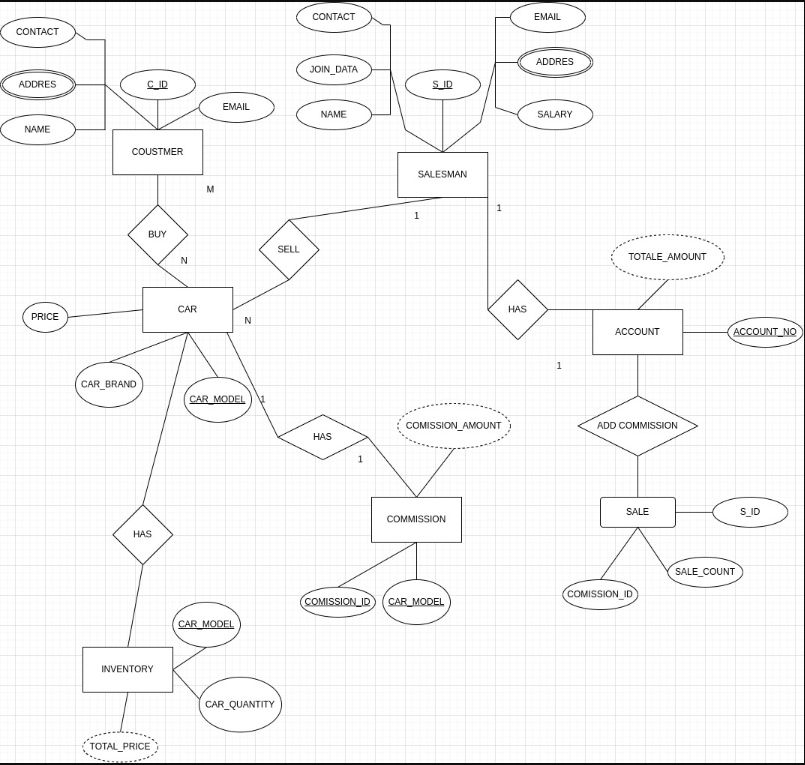 CONTACT
CONTACT
EMAIL
JOIN_DATA
ADDRES
ADDRES
C_ID
S_ID
EMAIL
NAME
SALARY
NAME
COUSTMER
SALESMAN
M
1
1
BUY
SELL
N
TOTALE_AMOUNT
PRICE
CAR
N
HAS
ACCOUNT
ACCOUNT_NO
1
CAR_BRAND
CAR_MODEL
1
HAS
1
COMISSION_AMOUNT
ADD COMMISSION
HAS
COMMISSION
SALE
S_ID
SALE_COUNT
COMISSION_ID
COMISSION_ID
CAR_MODEL
CAR_MODEL
INVENTORY
CAR_QUANTITY
TOTAL_PRICE